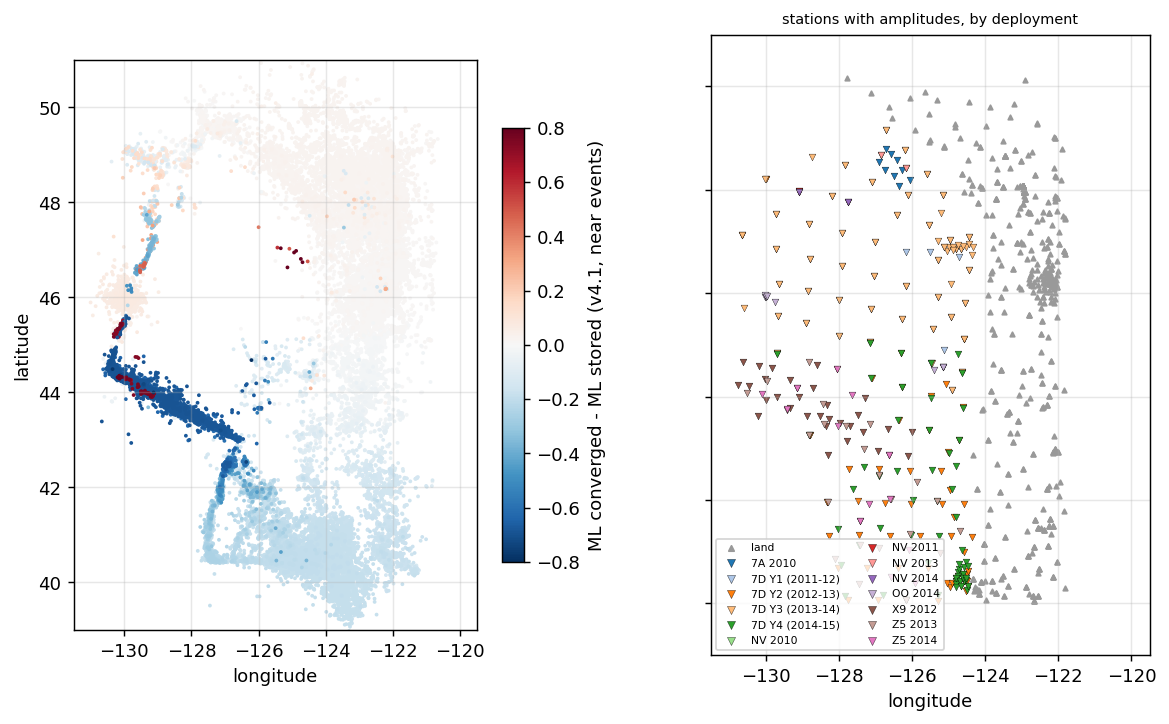 stations with amplitudes, by deployment
50
48
46
44
42
40
latitude
−130
−128
−126
−124
−122
−120
longitude
0.8
0.6
0.4
0.2
0.0
−0.2
−0.4
−0.6
−0.8
ML converged - ML stored (v4.1, near events)
land
7A 2010
7D Y1 (2011-12)
7D Y2 (2012-13)
7D Y3 (2013-14)
7D Y4 (2014-15)
NV 2010
NV 2011
NV 2013
NV 2014
OO 2014
X9 2012
Z5 2013
Z5 2014
−130
−128
−126
−124
−122
−120
longitude